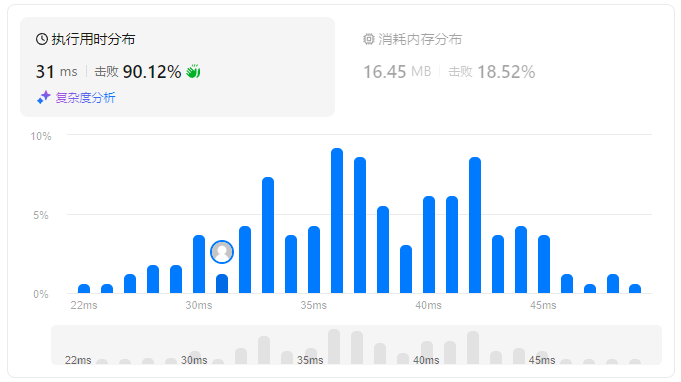 执行用时分布
31 ms 击败 90.12%
复杂度分析
消耗内存分布
16.45 MB 击败 18.52%
10%
5%
0%
22ms 30ms 35ms 40ms 45ms
22ms 30ms 35ms 40ms 45ms